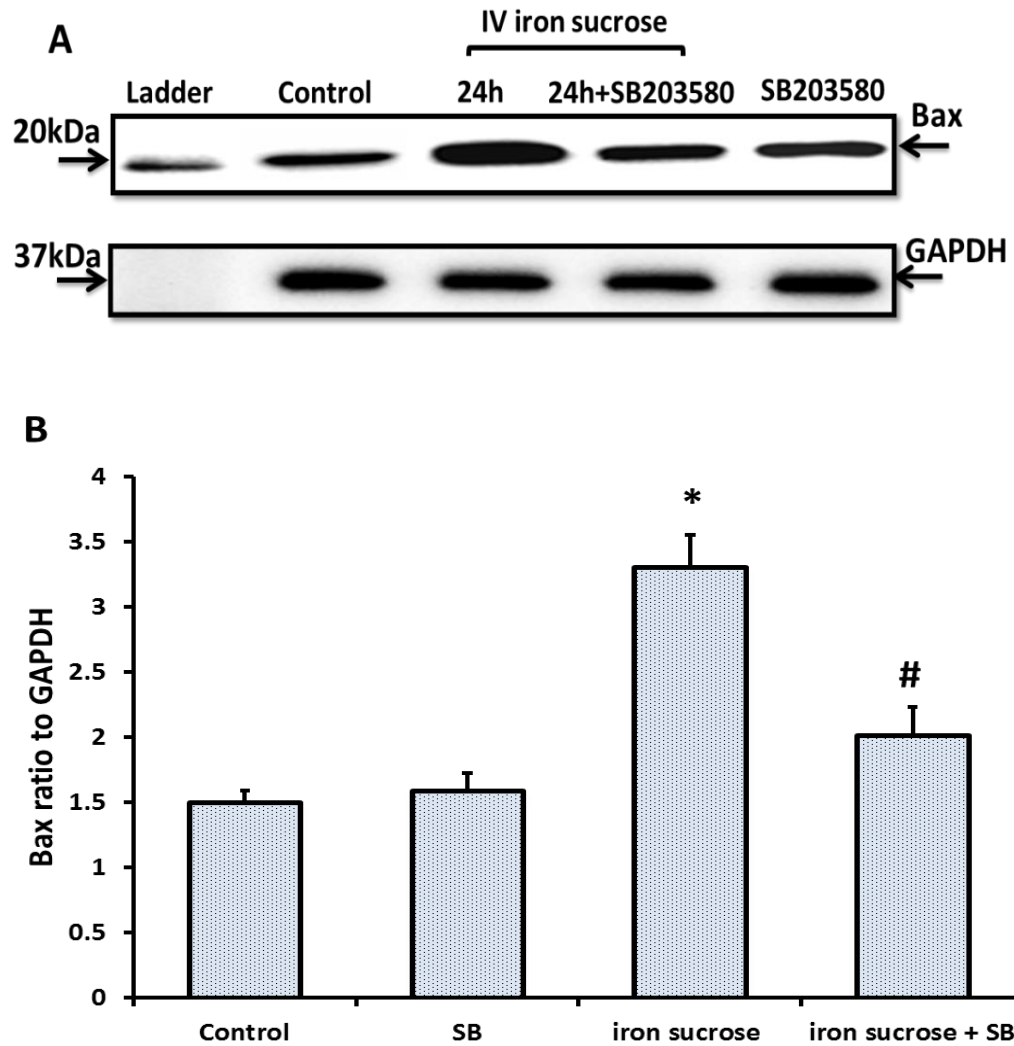 A
IV iron sucrose
Ladder Control 24h 24h+SB203580 SB203580
20kDa Bax
37kDa GAPDH
B
4
3.5
3
2.5
2
1.5
1
0.5
0
Bax ratio to GAPDH
*
#
Control SB iron sucrose iron sucrose + SB